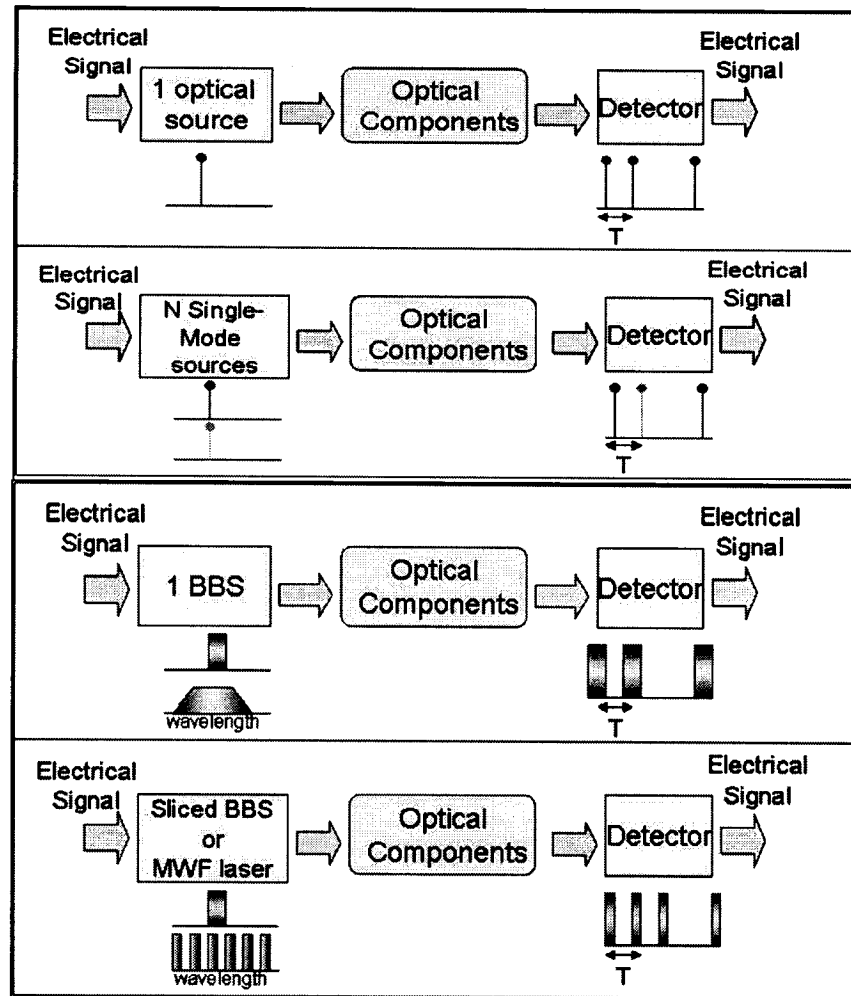 Electrical
Signal
1 optical
source
Optical
Components
Detector
Electrical
Signal
T
Electrical
Signal
N Single-
Mode
sources
Optical
Components
Detector
Electrical
Signal
T
Electrical
Signal
1 BBS
wavelength
Optical
Components
Detector
Electrical
Signal
T
Electrical
Signal
Sliced BBS
or
MWF laser
wavelength
Optical
Components
Detector
Electrical
Signal
T